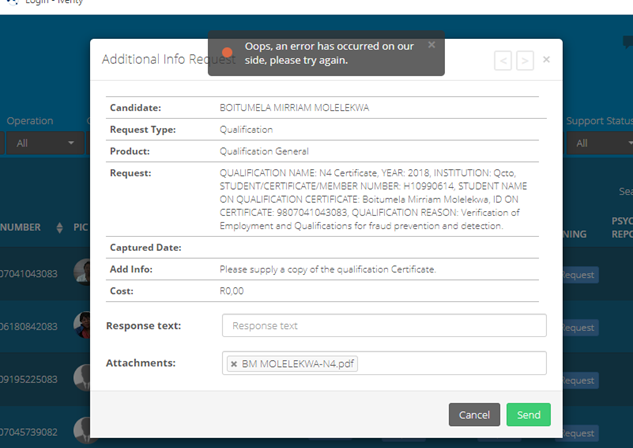 Login - iVerify
Oops, an error has occurred on our
side, please try again.
Additional Info Request
Candidate: BOITUMELA MIRRIAM MOLELEKWA
Request Type: Qualification
Product: Qualification General
Request: QUALIFICATION NAME: N4 Certificate, YEAR: 2018, INSTITUTION: Qcto,
STUDENT/CERTIFICATE/MEMBER NUMBER: H10990614, STUDENT NAME
ON QUALIFICATION CERTIFICATE: Boitumela Mirriam Molelekwa, ID ON
CERTIFICATE: 9807041043083, QUALIFICATION REASON: Verification of
Employment and Qualifications for fraud prevention and detection.
Captured Date:
Add Info: Please supply a copy of the qualification Certificate.
Cost: R0,00
Response text: Response text
Attachments: × BM MOLELEKWA-N4.pdf
Cancel Send
Operation
All
Support Status
All
Sea
NUMBER PIC
NING PSYC
REPO
07041043083 Request
06180842083 equest
09195225083 equest
07045739082 equest